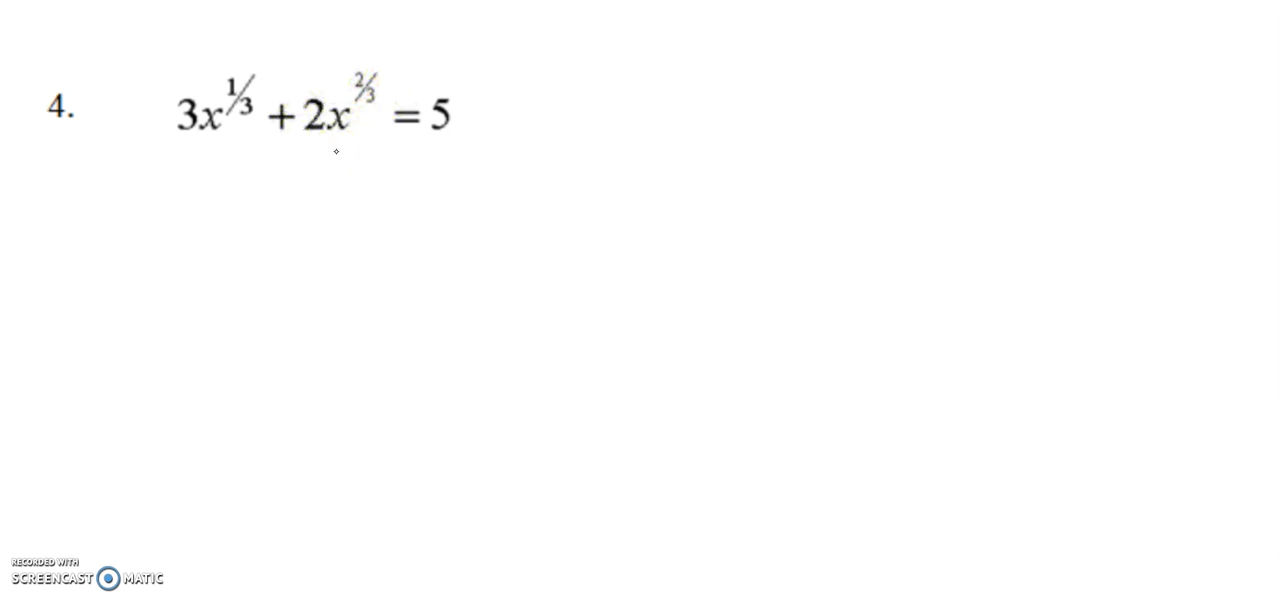 4. 3x^{1/3} + 2x^{2/3} = 5
RECORDED WITH
SCREENCAST MATIC